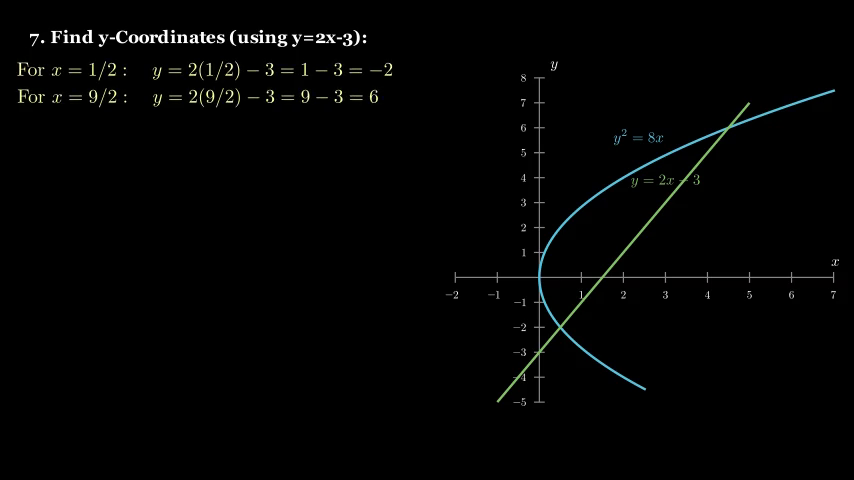 7. Find y-Coordinates (using y=2x-3):
For x = 1/2 : y = 2(1/2) − 3 = 1 − 3 = −2
For x = 9/2 : y = 2(9/2) − 3 = 9 − 3 = 6
y
8
7
6
y² = 8x
5
4
y = 2x − 3
3
2
1
x
−2 −1 1 2 3 4 5 6 7
−1
−2
−3
−4
−5